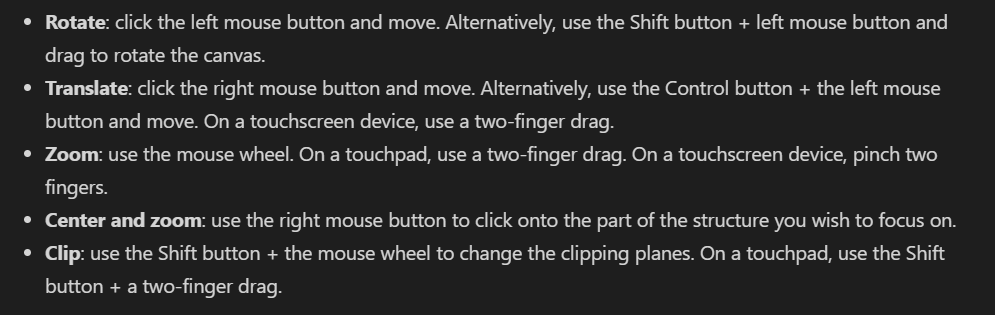 • Rotate: click the left mouse button and move. Alternatively, use the Shift button + left mouse button and
drag to rotate the canvas.
• Translate: click the right mouse button and move. Alternatively, use the Control button + the left mouse
button and move. On a touchscreen device, use a two-finger drag.
• Zoom: use the mouse wheel. On a touchpad, use a two-finger drag. On a touchscreen device, pinch two
fingers.
• Center and zoom: use the right mouse button to click onto the part of the structure you wish to focus on.
• Clip: use the Shift button + the mouse wheel to change the clipping planes. On a touchpad, use the Shift
button + a two-finger drag.